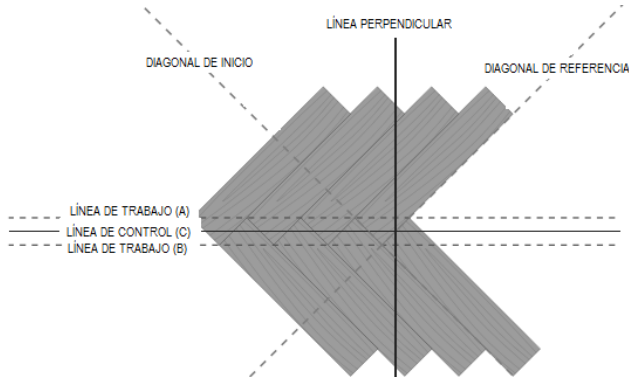 LÍNEA PERPENDICULAR
DIAGONAL DE INICIO
DIAGONAL DE REFERENCIA
LÍNEA DE TRABAJO (A)
LÍNEA DE CONTROL (C)
LÍNEA DE TRABAJO (B)